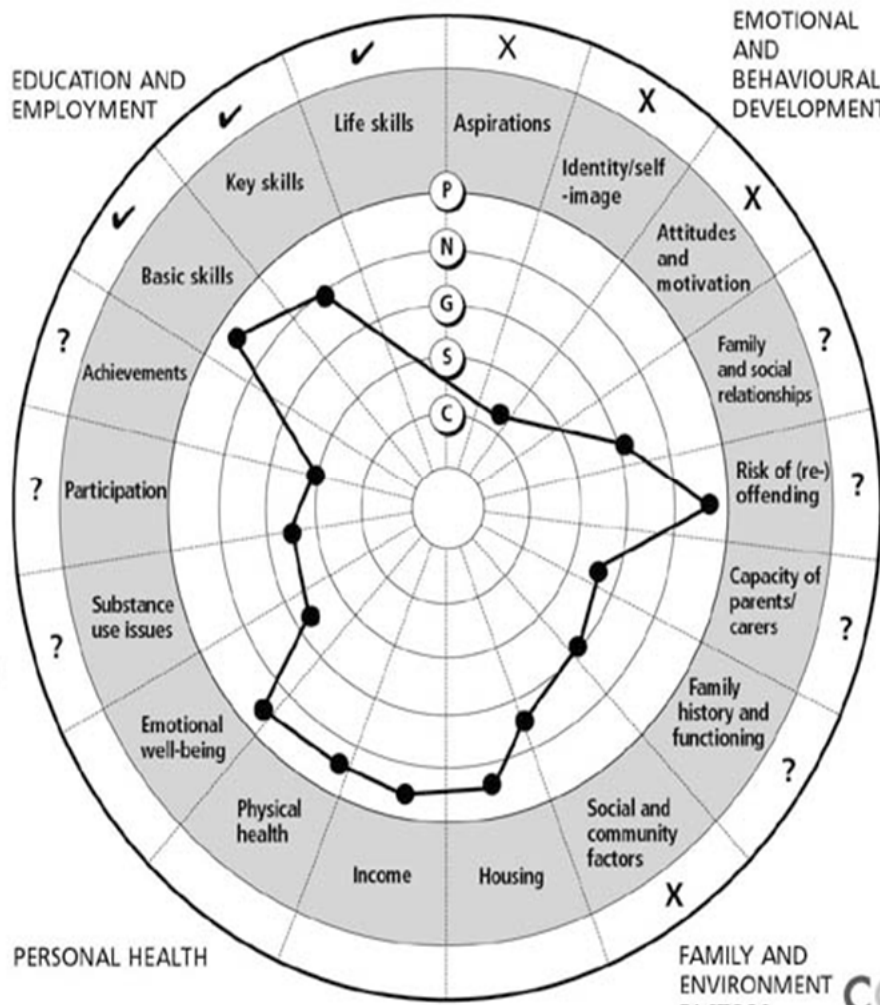 EMOTIONAL
AND
BEHAVIOURAL
DEVELOPMENT
EDUCATION AND
EMPLOYMENT
Life skills
Aspirations
Key skills
Identity/self
-image
Basic skills
Attitudes
and
motivation
Achievements
Family
and social
relationships
Participation
Risk of (re-)
offending
Substance
use issues
Capacity of
parents/
carers
Emotional
well-being
Family
history and
functioning
Physical
health
Social and
community
factors
Income
Housing
P
N
G
S
C
X
X
X
?
?
?
?
X
?
?
?
PERSONAL HEALTH
FAMILY AND
ENVIRONMENT